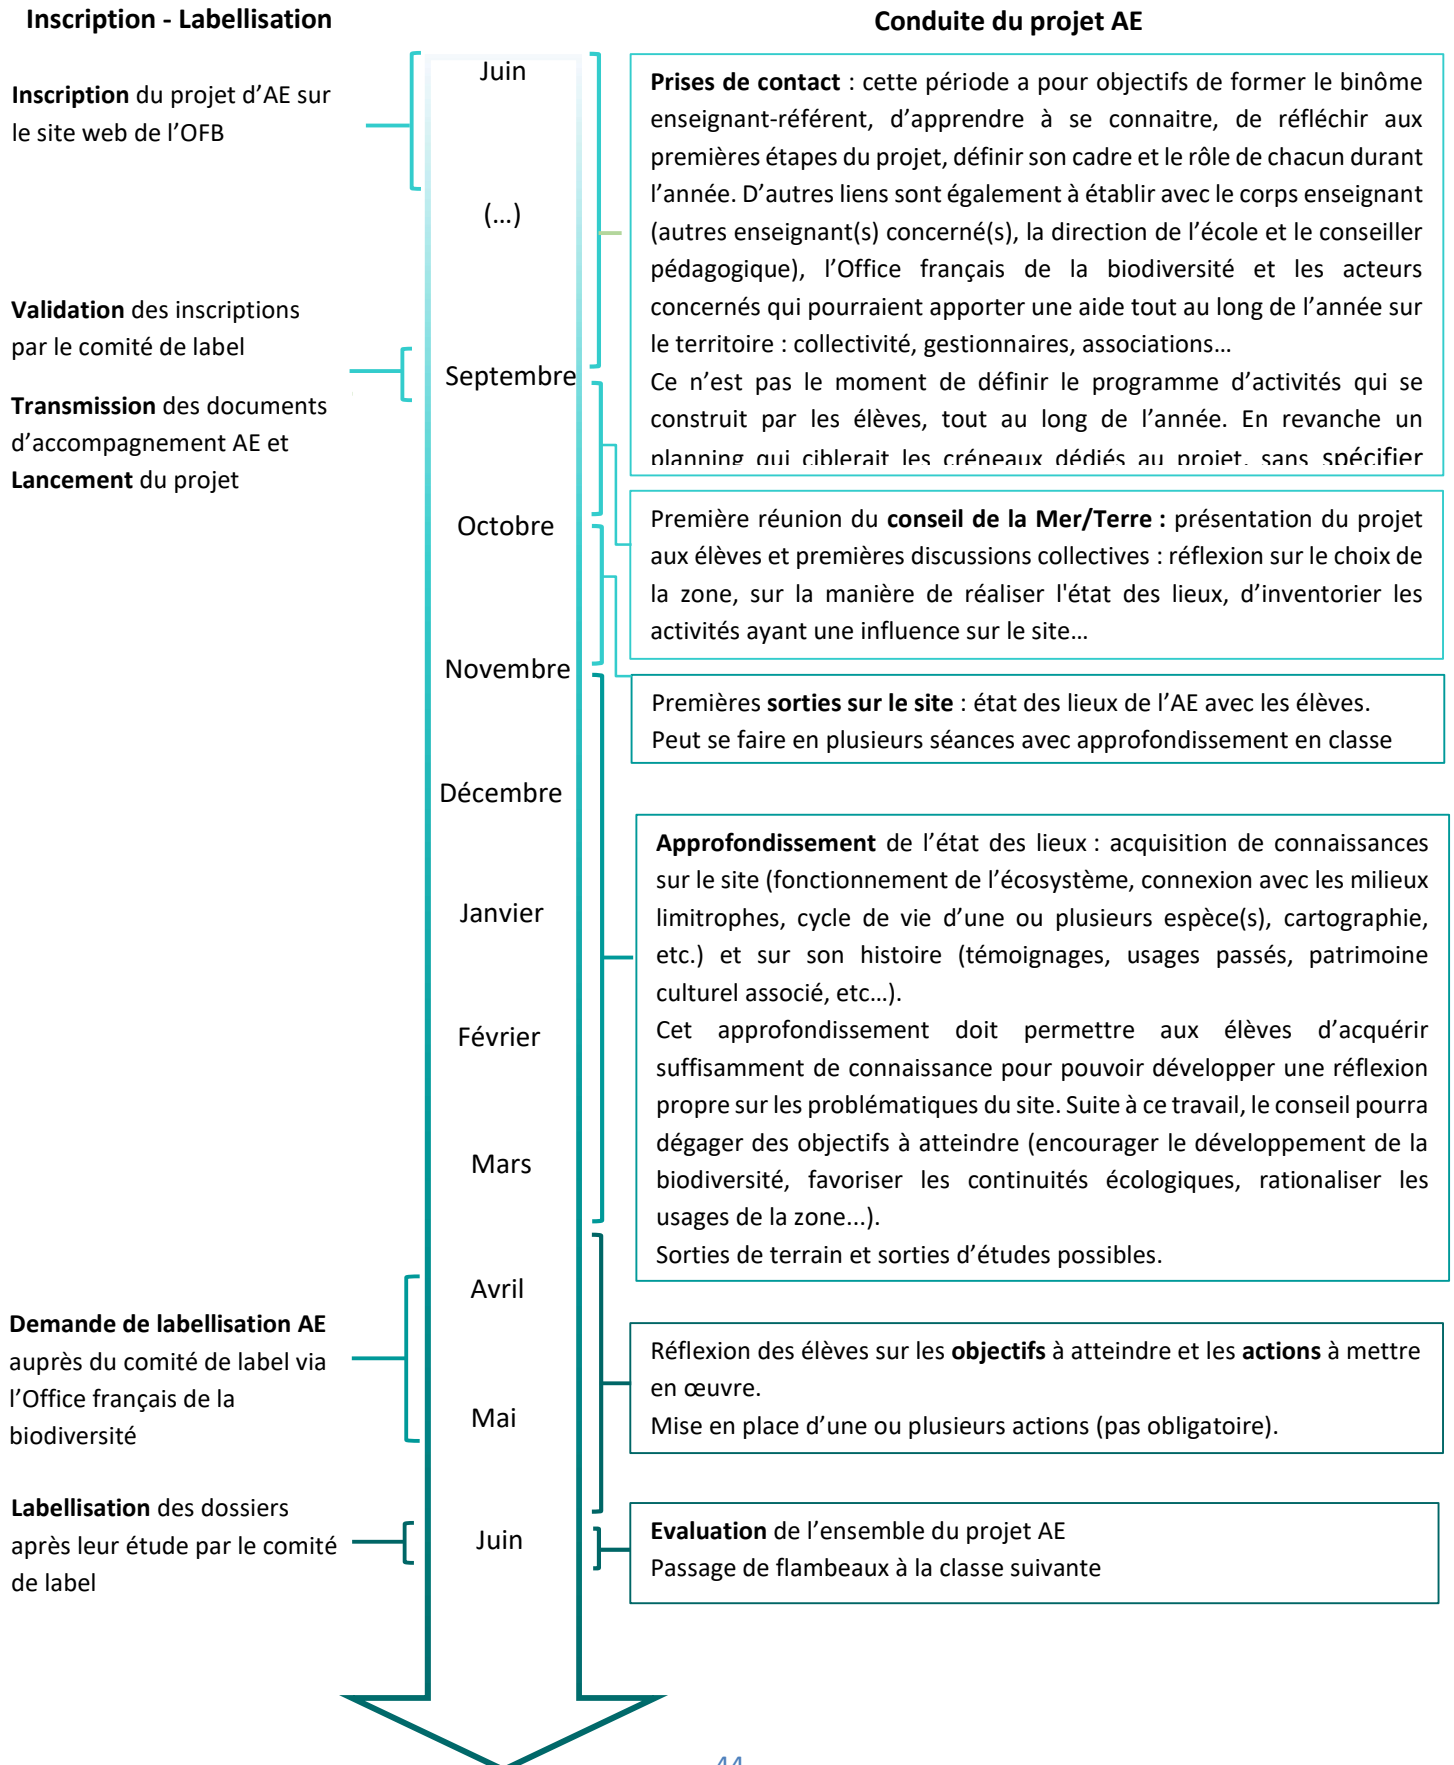 Inscription - Labellisation
Inscription du projet d'AE sur
le site web de l'OFB
Validation des inscriptions
par le comité de label
Transmission des documents
d'accompagnement AE et
Lancement du projet
Demande de labellisation AE
auprès du comité de label via
l'Office français de la
biodiversité
Labellisation des dossiers
après leur étude par le comité
de label
Juin
(...)
Septembre
Octobre
Novembre
Décembre
Janvier
Février
Mars
Avril
Mai
Juin
Conduite du projet AE
Prises de contact : cette période a pour objectifs de former le binôme
enseignant-référent, d'apprendre à se connaitre, de réfléchir aux
premières étapes du projet, définir son cadre et le rôle de chacun durant
l'année. D'autres liens sont également à établir avec le corps enseignant
(autres enseignant(s) concerné(s), la direction de l'école et le conseiller
pédagogique), l'Office français de la biodiversité et les acteurs
concernés qui pourraient apporter une aide tout au long de l'année sur
le territoire : collectivité, gestionnaires, associations…
Ce n'est pas le moment de définir le programme d'activités qui se
construit par les élèves, tout au long de l'année. En revanche un
planning qui ciblerait les créneaux dédiés au projet, sans spécifier
Première réunion du conseil de la Mer/Terre : présentation du projet
aux élèves et premières discussions collectives : réflexion sur le choix de
la zone, sur la manière de réaliser l'état des lieux, d'inventorier les
activités ayant une influence sur le site…
Premières sorties sur le site : état des lieux de l'AE avec les élèves.
Peut se faire en plusieurs séances avec approfondissement en classe
Approfondissement de l'état des lieux : acquisition de connaissances
sur le site (fonctionnement de l'écosystème, connexion avec les milieux
limitrophes, cycle de vie d'une ou plusieurs espèce(s), cartographie,
etc.) et sur son histoire (témoignages, usages passés, patrimoine
culturel associé, etc…).
Cet approfondissement doit permettre aux élèves d'acquérir
suffisamment de connaissance pour pouvoir développer une réflexion
propre sur les problématiques du site. Suite à ce travail, le conseil pourra
dégager des objectifs à atteindre (encourager le développement de la
biodiversité, favoriser les continuités écologiques, rationaliser les
usages de la zone...).
Sorties de terrain et sorties d'études possibles.
Réflexion des élèves sur les objectifs à atteindre et les actions à mettre
en œuvre.
Mise en place d'une ou plusieurs actions (pas obligatoire).
Evaluation de l'ensemble du projet AE
Passage de flambeaux à la classe suivante
44